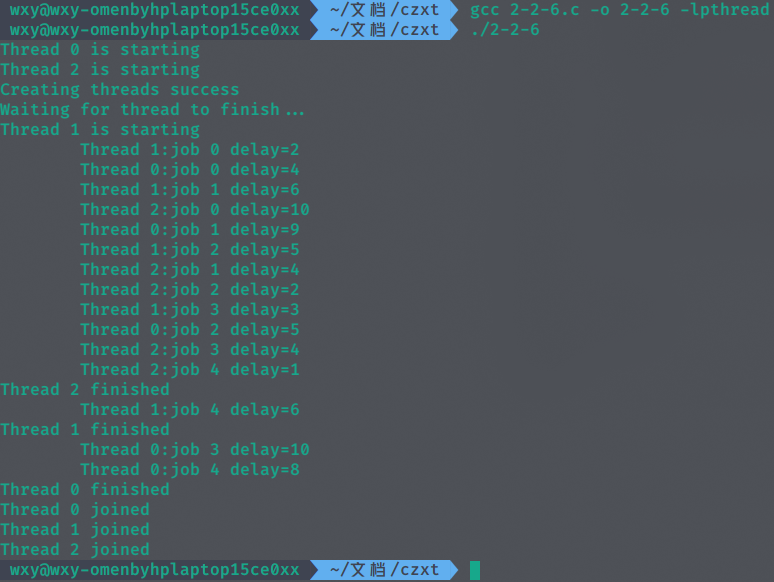 wxy@wxy-omenbyhplaptop15ce0xx ~/文档/czxt gcc 2-2-6.c -o 2-2-6 -lpthread
wxy@wxy-omenbyhplaptop15ce0xx ~/文档/czxt ./2-2-6
Thread 0 is starting
Thread 2 is starting
Creating threads success
Waiting for thread to finish...
Thread 1 is starting
        Thread 1:job 0 delay=2
        Thread 0:job 0 delay=4
        Thread 1:job 1 delay=6
        Thread 2:job 0 delay=10
        Thread 0:job 1 delay=9
        Thread 1:job 2 delay=5
        Thread 2:job 1 delay=4
        Thread 2:job 2 delay=2
        Thread 1:job 3 delay=3
        Thread 0:job 2 delay=5
        Thread 2:job 3 delay=4
        Thread 2:job 4 delay=1
Thread 2 finished
        Thread 1:job 4 delay=6
Thread 1 finished
        Thread 0:job 3 delay=10
        Thread 0:job 4 delay=8
Thread 0 finished
Thread 0 joined
Thread 1 joined
Thread 2 joined
wxy@wxy-omenbyhplaptop15ce0xx ~/文档/czxt